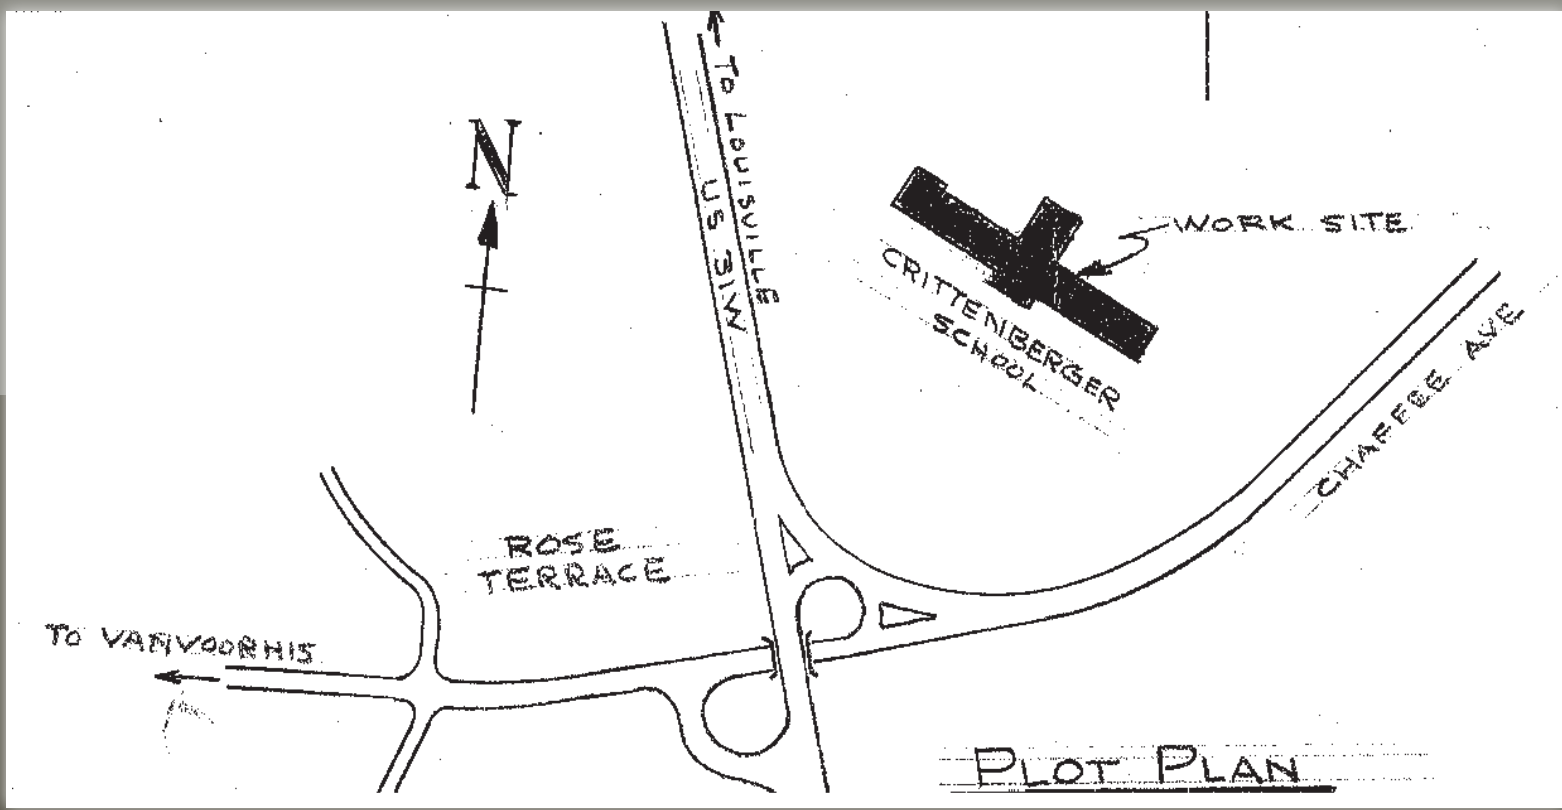 TO LOUISVILLE
US 31W
N
WORK SITE
CRITTENBERGER
SCHOOL
CHAFFEE AVE
ROSE
TERRACE
TO VANVOORHIS
PLOT PLAN